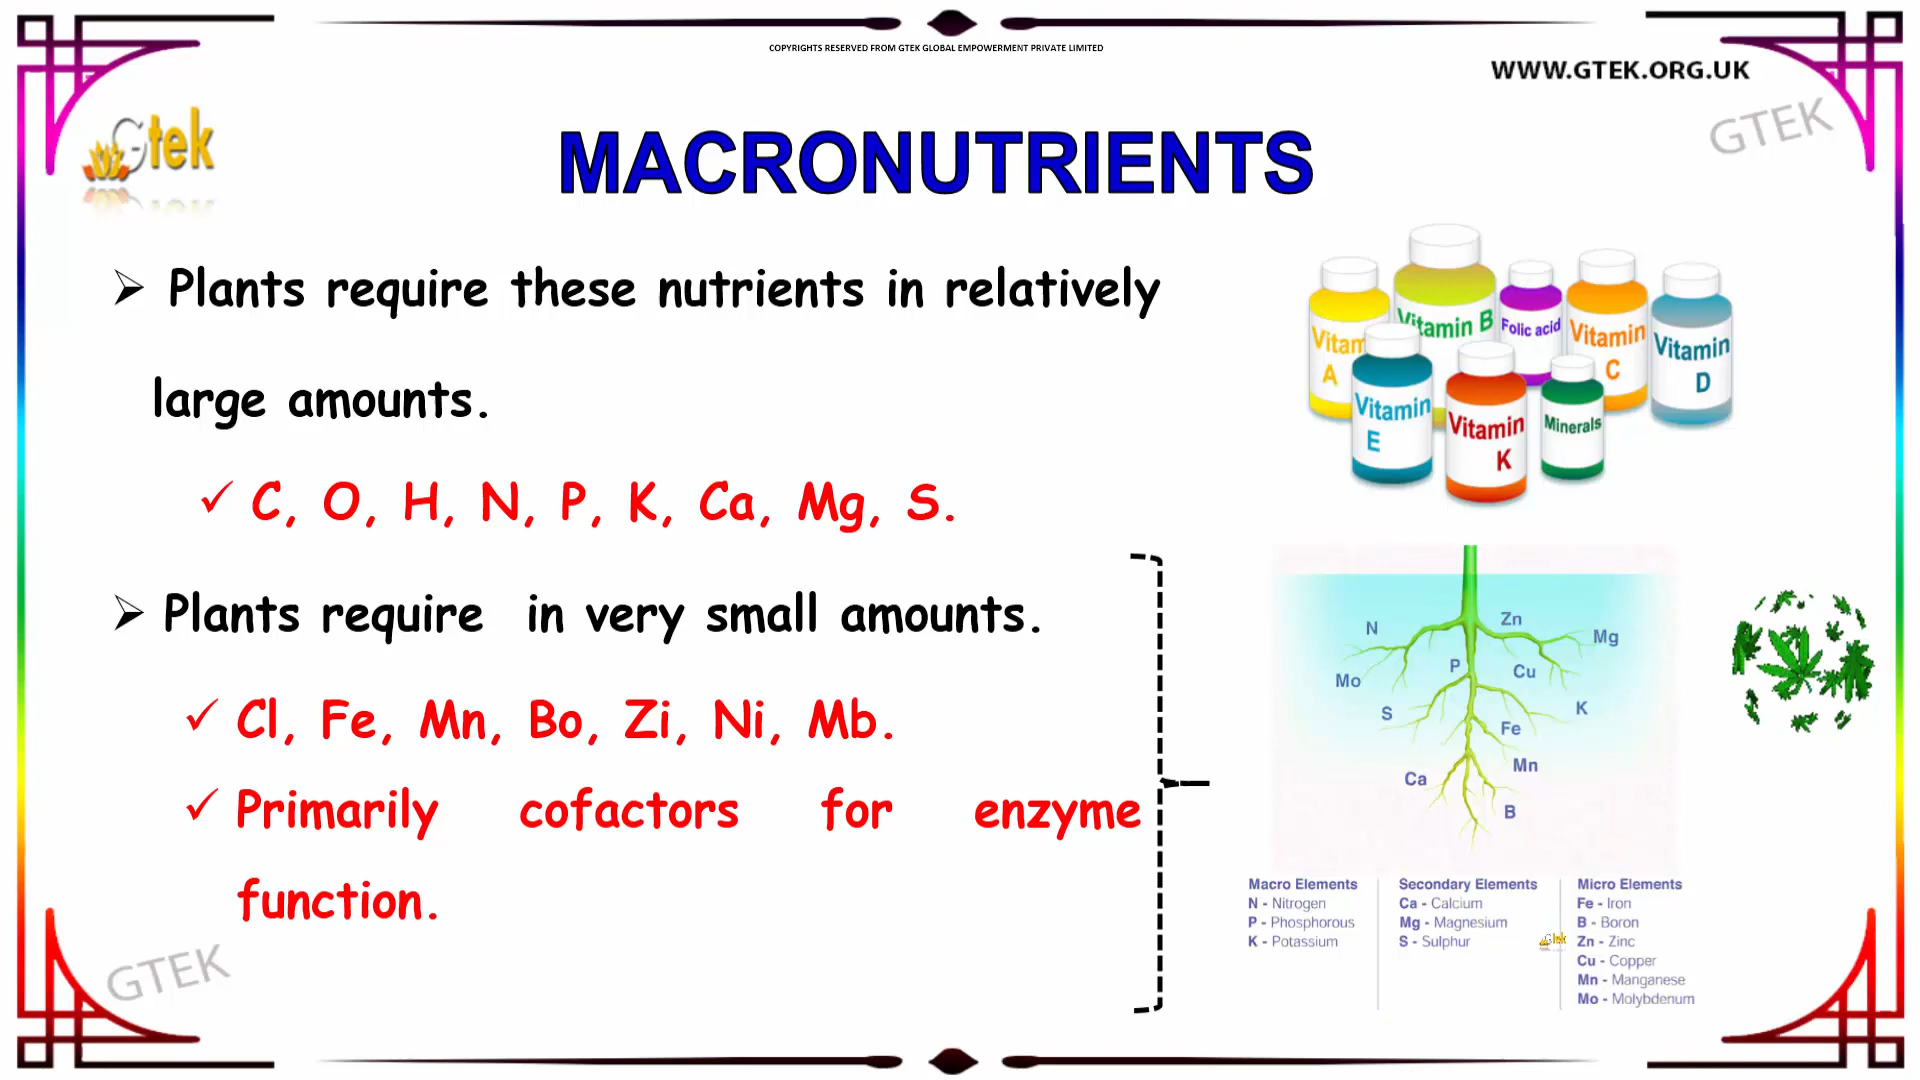 COPYRIGHTS RESERVED FROM GTEK GLOBAL EMPOWERMENT PRIVATE LIMITED
WWW.GTEK.ORG.UK
Gtek
GTEK
MACRONUTRIENTS
Plants require these nutrients in relatively
large amounts.
C, O, H, N, P, K, Ca, Mg, S.
Plants require in very small amounts.
Cl, Fe, Mn, Bo, Zi, Ni, Mb.
Primarily cofactors for enzyme
function.
Vitam A
Vitamin B
Folic acid
Vitamin C
Vitamin D
Vitamin E
Vitamin K
Minerals
N
Zn
Mg
P
Cu
Mo
S
K
Fe
Mn
Ca
B
Macro Elements
N - Nitrogen
P - Phosphorous
K - Potassium
Secondary Elements
Ca - Calcium
Mg - Magnesium
S - Sulphur
Gtek
Micro Elements
Fe - Iron
B - Boron
Zn - Zinc
Cu - Copper
Mn - Manganese
Mo - Molybdenum
GTEK